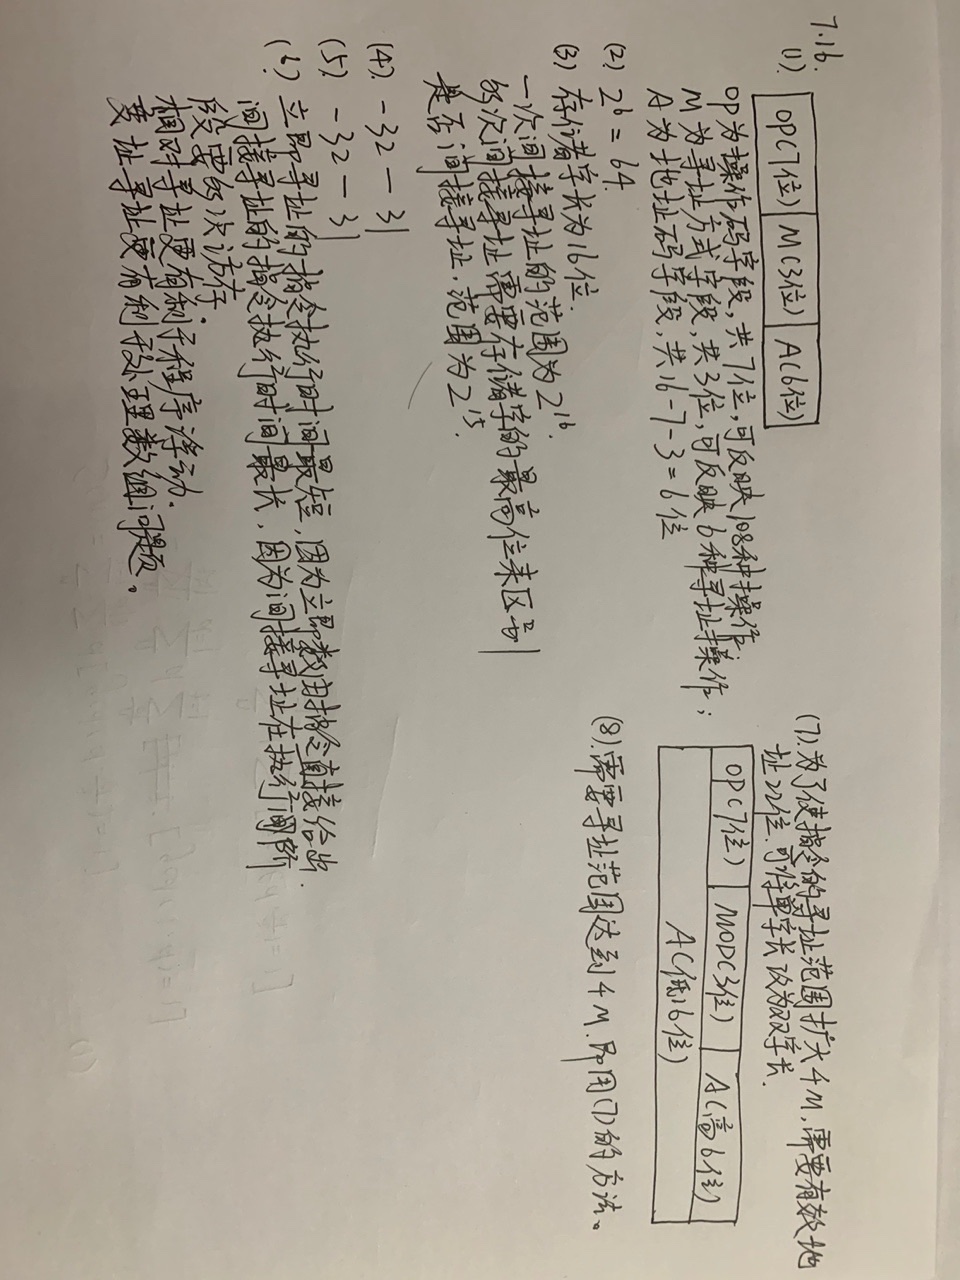 7.16.
(1).
OP(7位) M(3位) A(6位)
OP为操作码字段,共7位,可反映108种操作;
M为寻址方式字段,共3位,可反映6种寻址操作;
A为地址码字段,共16-7-3=6位
(2) 2^6=64.
(3) 存储字长为16位.
一次间接寻址的范围为2^16.
多次间接寻址需要存储字的最高位来区别
是否间接寻址,范围为2^15.
(4). -32—31
(5) -32—31
(6) 立即寻址的指令执行时间最短,因为立即数由指令直接给出.
间接寻址的指令执行时间最长,因为间接寻址在执行阶
段要多次访存.
相对寻址更有利于程序浮动.
变址寻址更有利于处理数组问题。
(7).为了使指令的寻址范围扩大4M,需要有效地
址22位.可将单字长改为双字长.
OP(7位) MOD(3位) A(高6位)
A(低16位)
(8).需要寻址范围达到4M.即用(7)的方法。